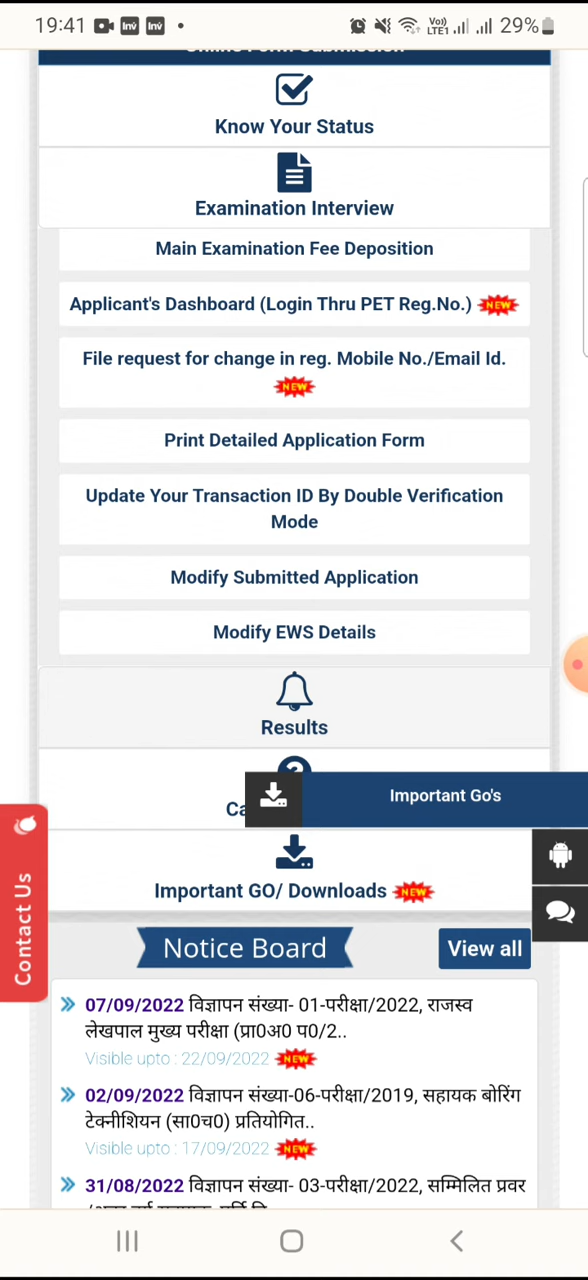 19:41
Inv Inv
Vo)) LTE1
29%
Know Your Status
Examination Interview
Main Examination Fee Deposition
Applicant's Dashboard (Login Thru PET Reg.No.) NEW
File request for change in reg. Mobile No./Email Id.
NEW
Print Detailed Application Form
Update Your Transaction ID By Double Verification
Mode
Modify Submitted Application
Modify EWS Details
Results
Important Go's
Important GO/ Downloads NEW
Contact Us
Notice Board
View all
07/09/2022 विज्ञापन संख्या- 01-परीक्षा/2022, राजस्व
लेखपाल मुख्य परीक्षा (प्रा0अ0 प0/2..
Visible upto : 22/09/2022 NEW
02/09/2022 विज्ञापन संख्या-06-परीक्षा/2019, सहायक बोरिंग
टेक्नीशियन (सा0च0) प्रतियोगित..
Visible upto : 17/09/2022 NEW
31/08/2022 विज्ञापन संख्या- 03-परीक्षा/2022, सम्मिलित प्रवर